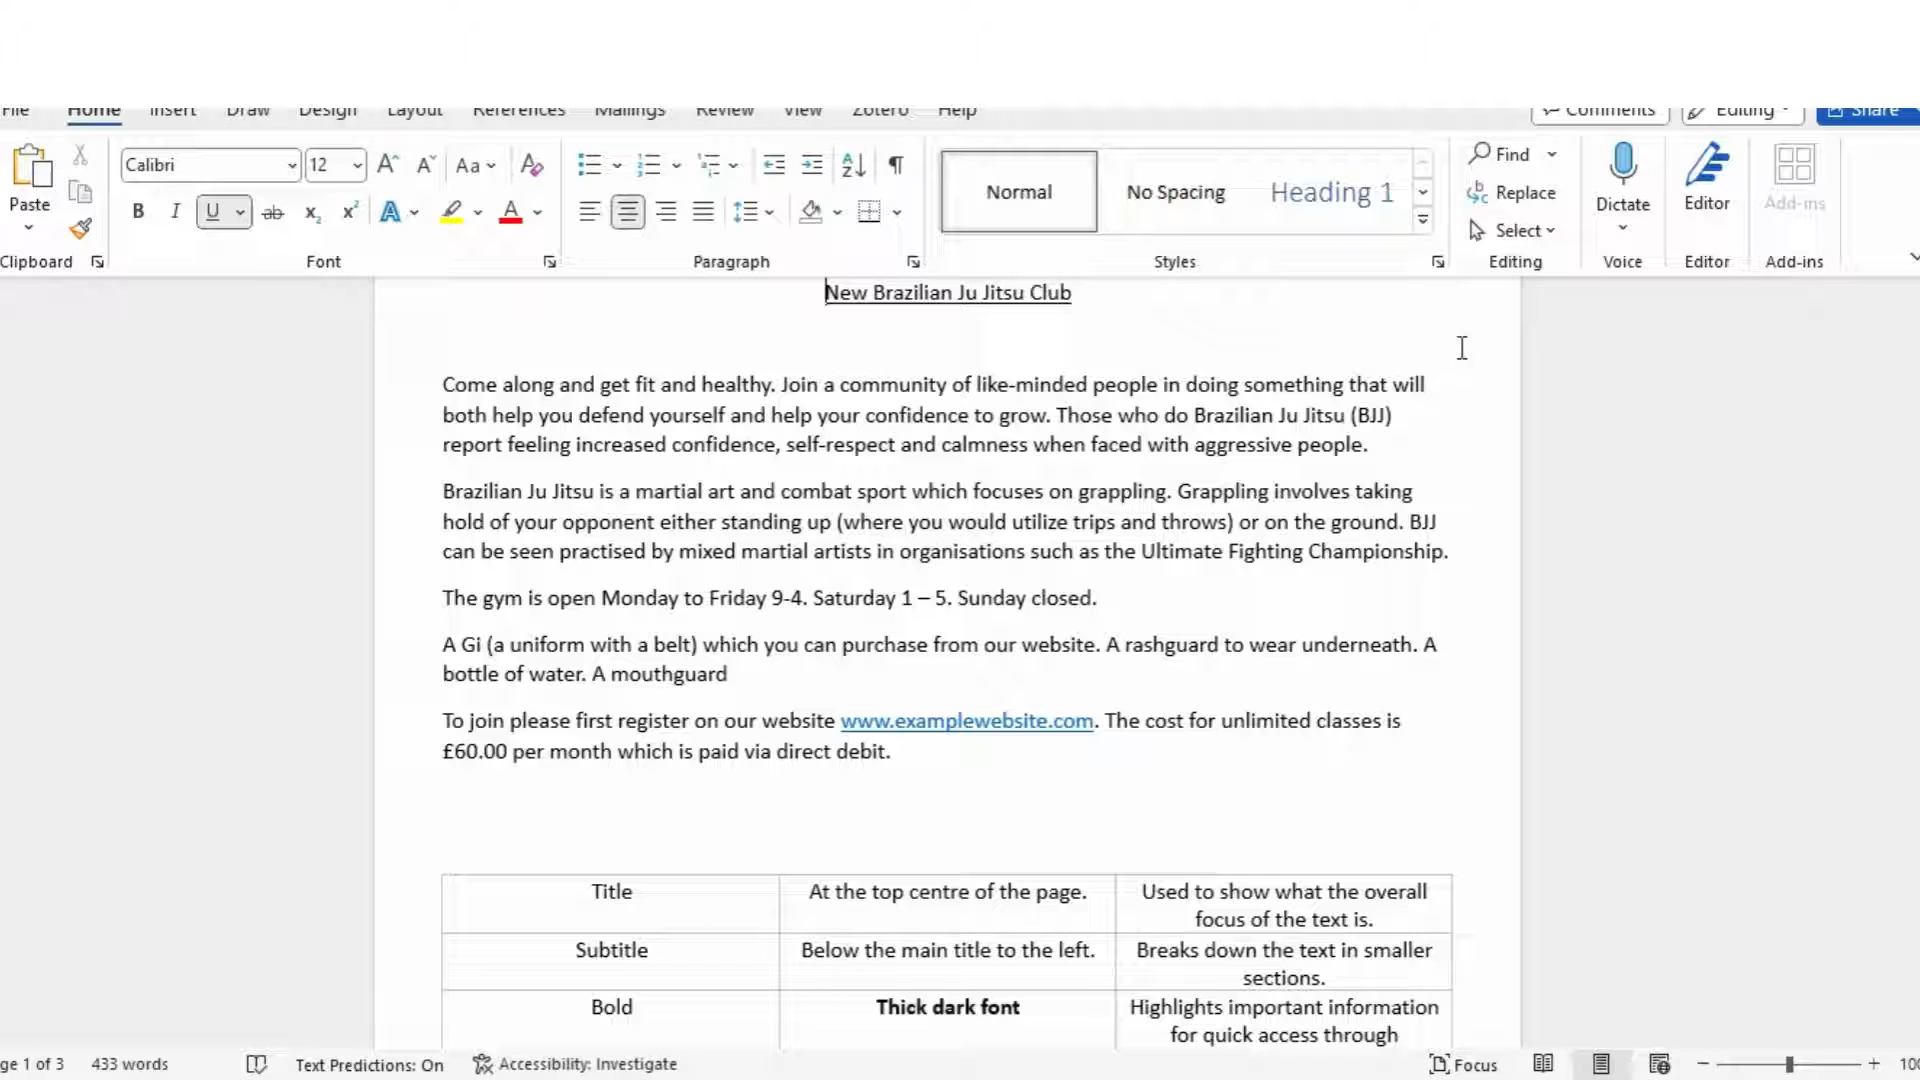 File Home Insert Draw Design Layout References Mailings Review View Zotero Help Comments Editing Share
Calibri 12 Aa
Paste
B I U ab x₂ x² A A
Normal No Spacing Heading 1
Find
Replace
Select
Dictate Editor Add-ins
Clipboard Font Paragraph Styles Editing Voice Editor Add-ins
New Brazilian Ju Jitsu Club
Come along and get fit and healthy. Join a community of like-minded people in doing something that will
both help you defend yourself and help your confidence to grow. Those who do Brazilian Ju Jitsu (BJJ)
report feeling increased confidence, self-respect and calmness when faced with aggressive people.
Brazilian Ju Jitsu is a martial art and combat sport which focuses on grappling. Grappling involves taking
hold of your opponent either standing up (where you would utilize trips and throws) or on the ground. BJJ
can be seen practised by mixed martial artists in organisations such as the Ultimate Fighting Championship.
The gym is open Monday to Friday 9-4. Saturday 1 – 5. Sunday closed.
A Gi (a uniform with a belt) which you can purchase from our website. A rashguard to wear underneath. A
bottle of water. A mouthguard
To join please first register on our website www.examplewebsite.com. The cost for unlimited classes is
£60.00 per month which is paid via direct debit.
Title At the top centre of the page. Used to show what the overall
focus of the text is.
Subtitle Below the main title to the left. Breaks down the text in smaller
sections.
Bold Thick dark font Highlights important information
for quick access through
ge 1 of 3 433 words Text Predictions: On Accessibility: Investigate Focus 100